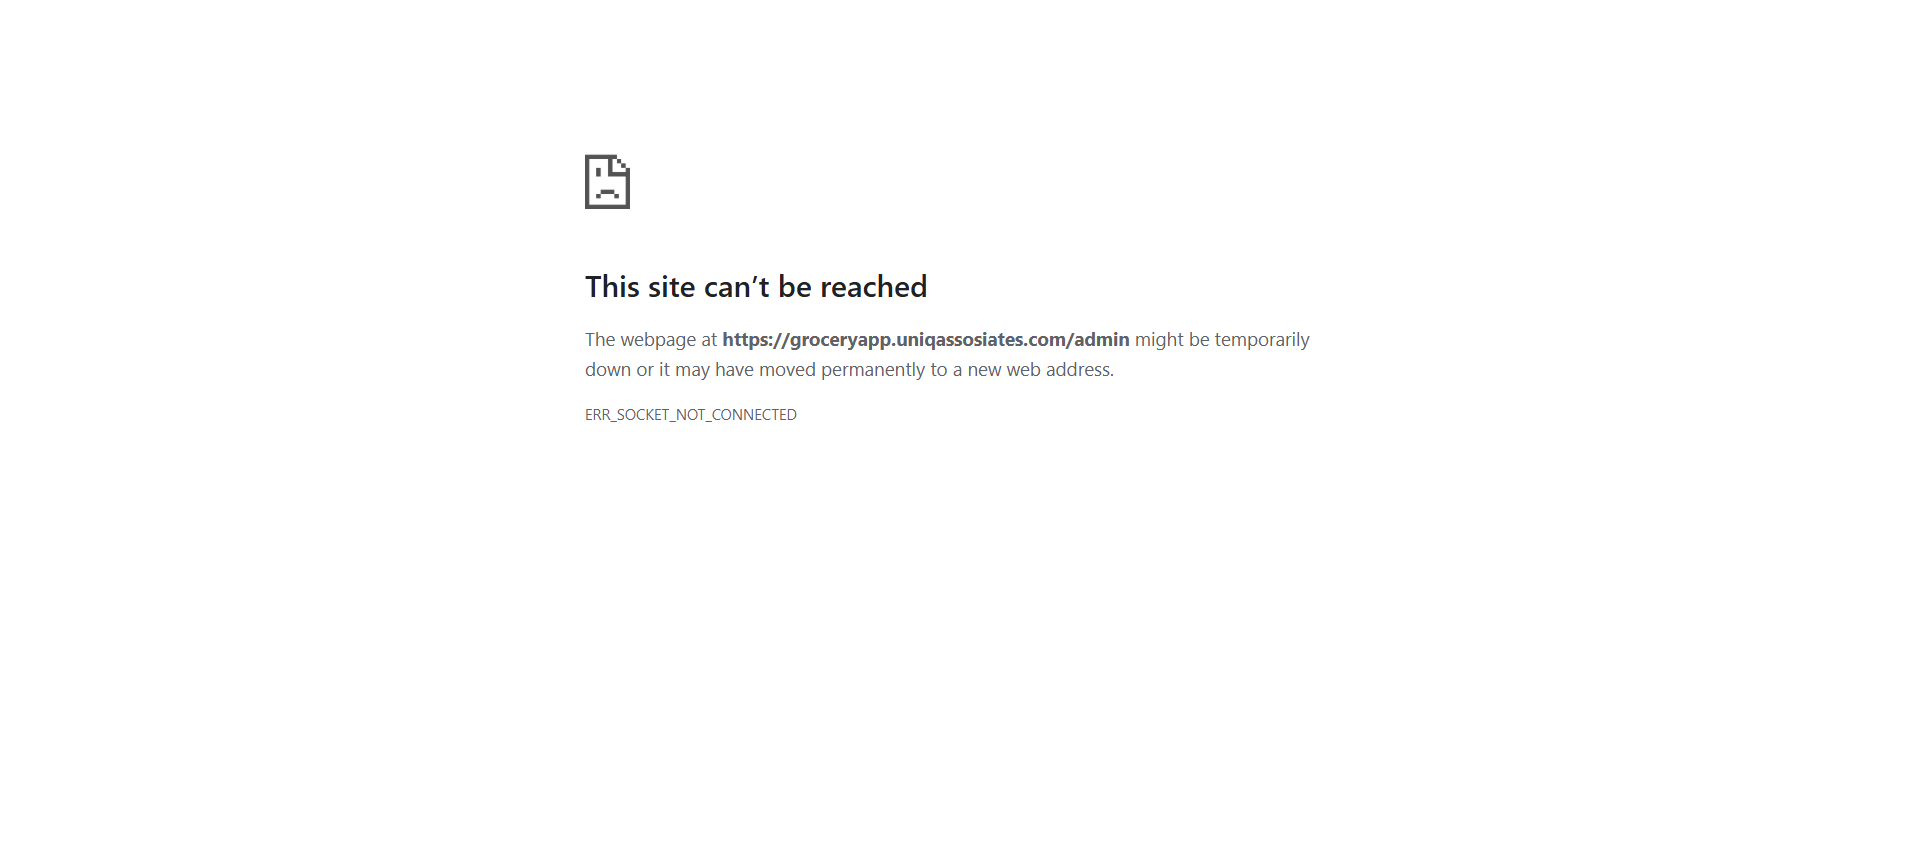 This site can’t be reached
The webpage at https://groceryapp.uniqassosiates.com/admin might be temporarily
down or it may have moved permanently to a new web address.
ERR_SOCKET_NOT_CONNECTED